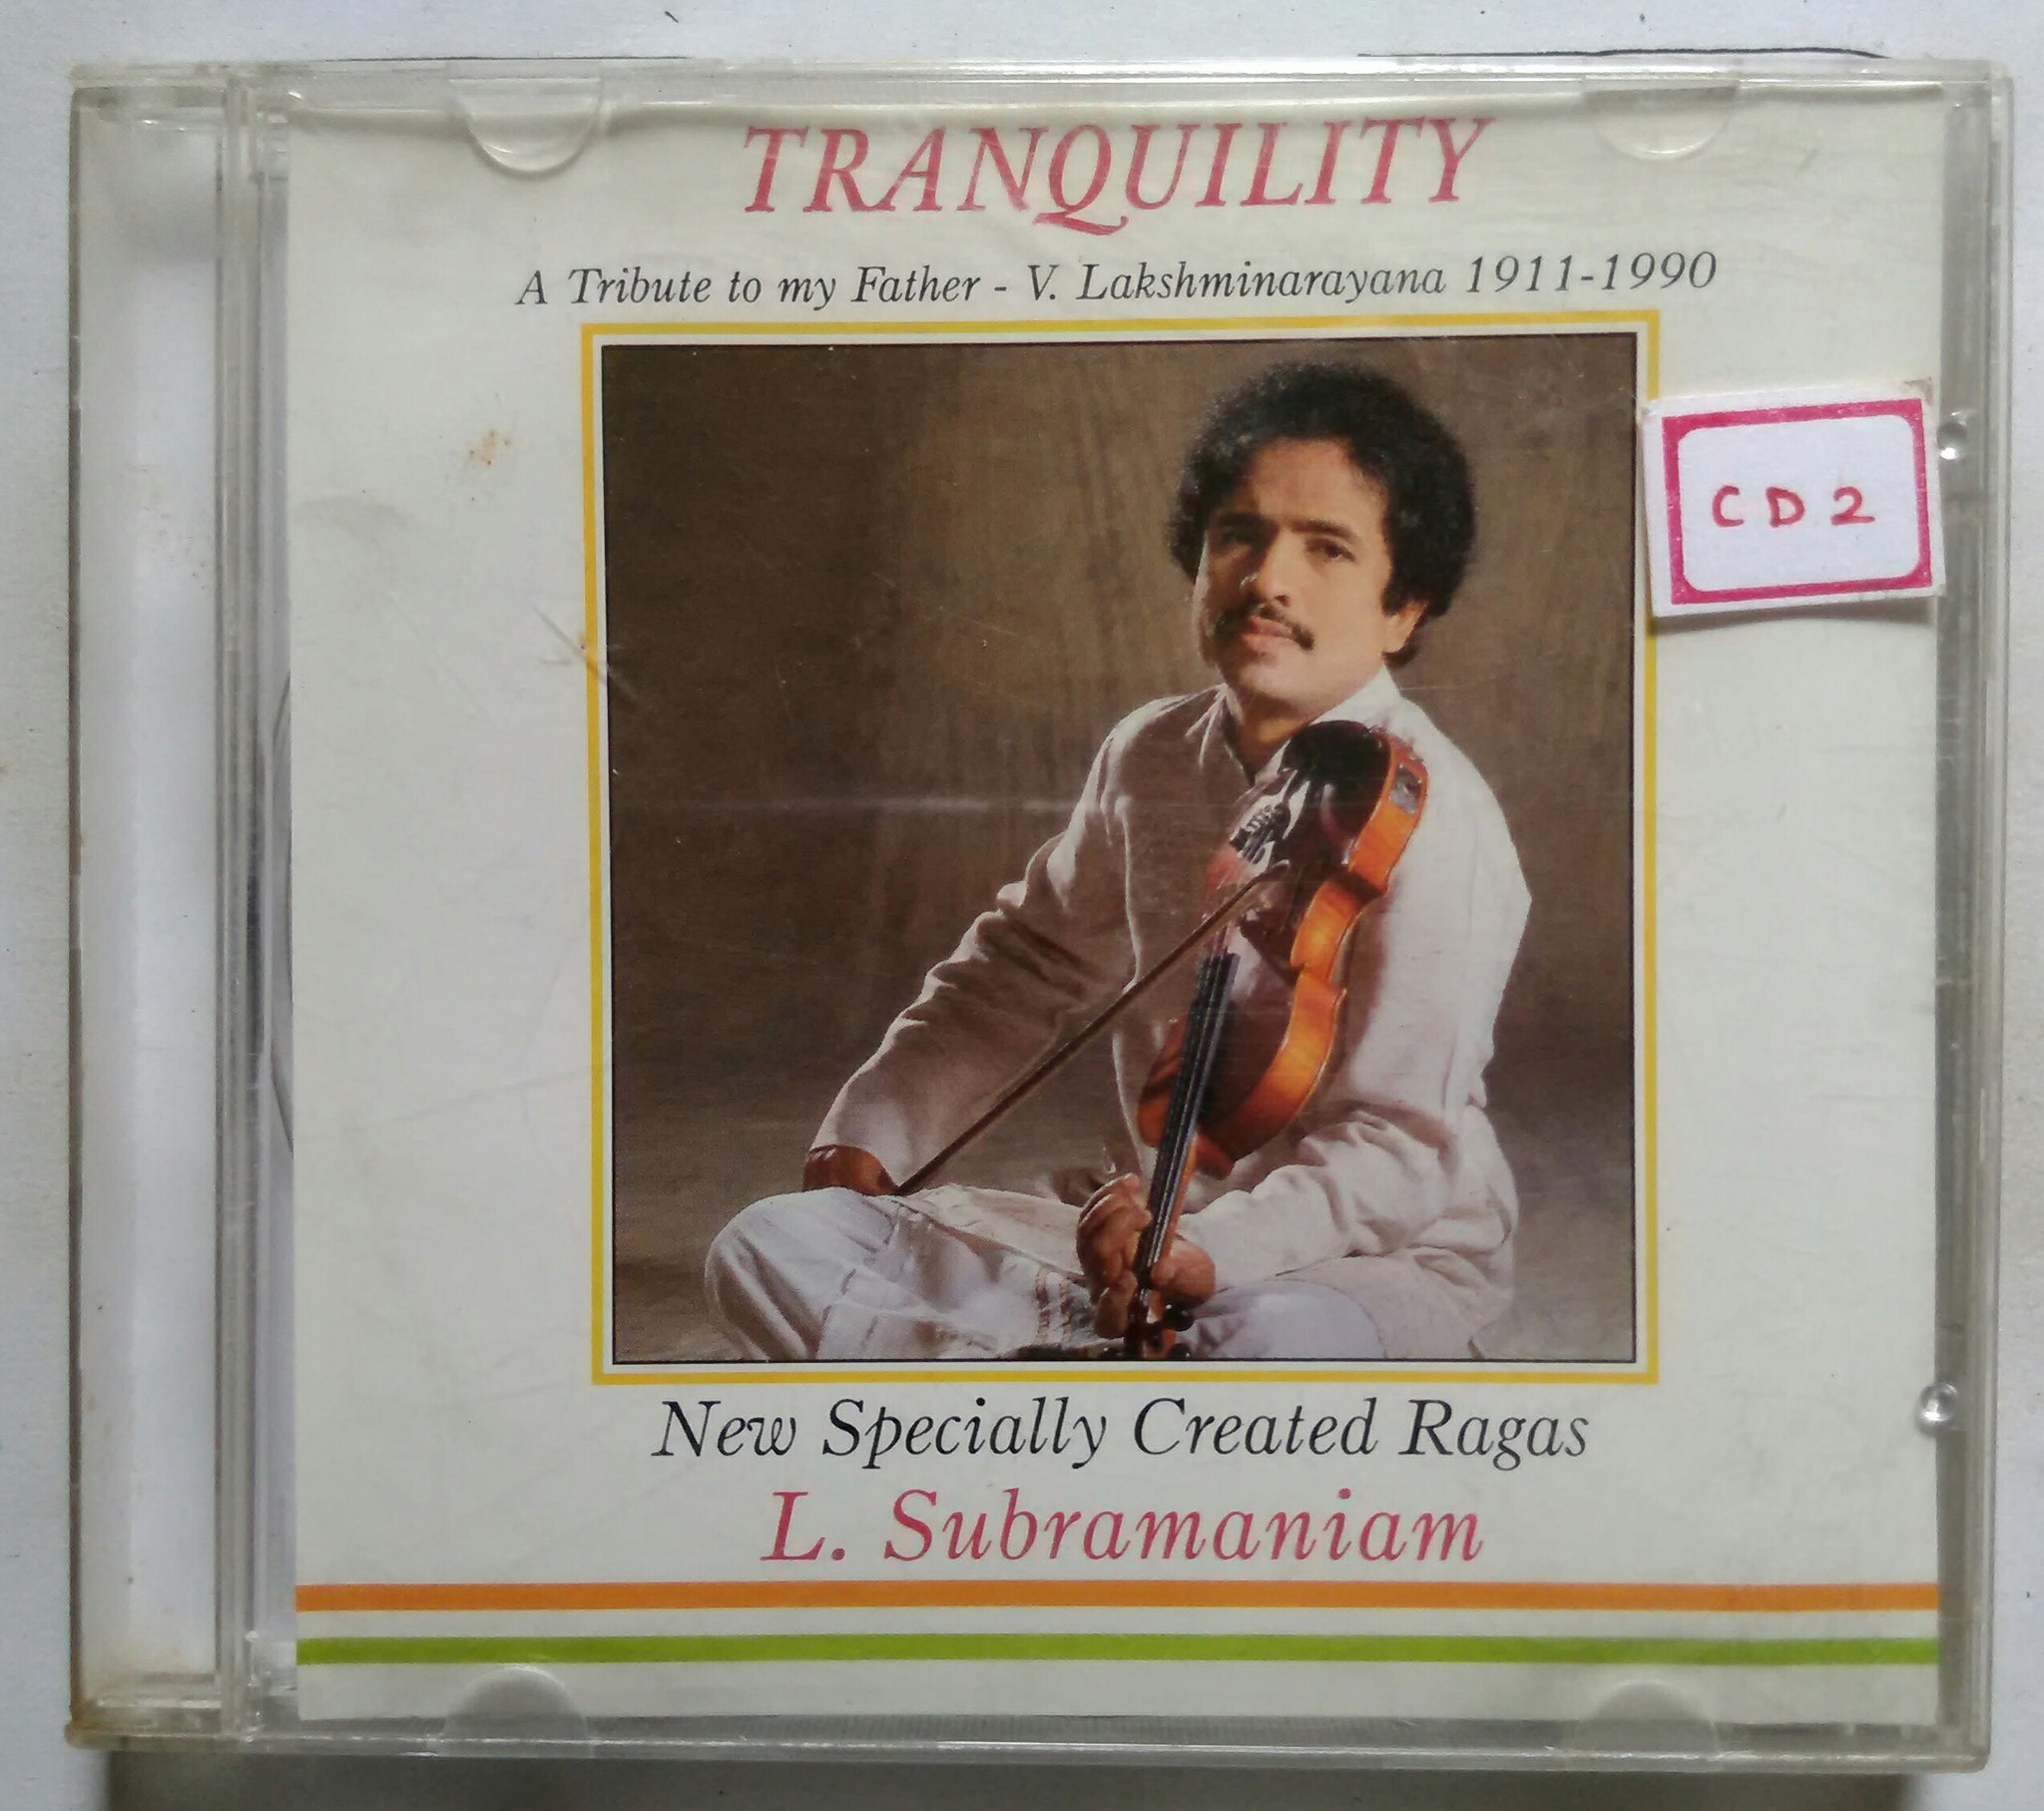 TRANQUILITY
A Tribute to my Father - V. Lakshminarayana 1911-1990
CD2
New Specially Created Ragas
L. Subramaniam